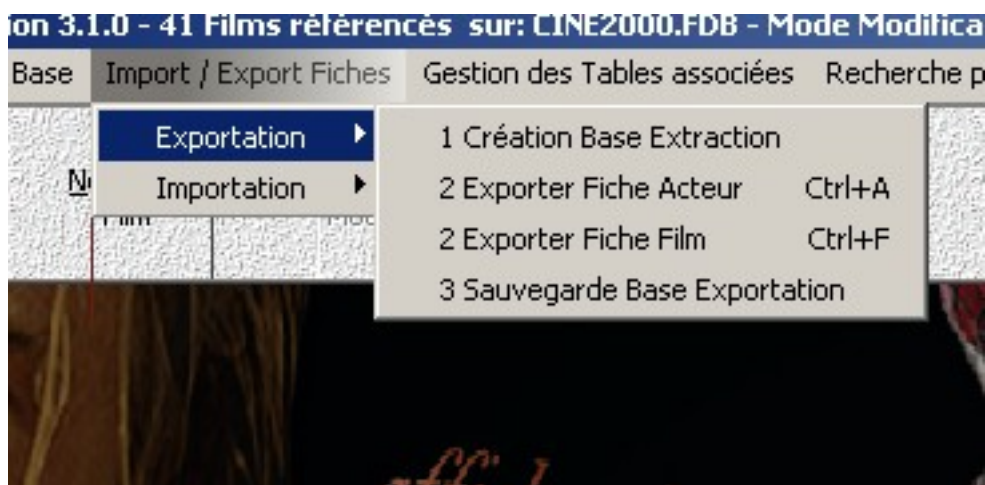 ion 3.1.0 - 41 Films référencés sur: CINE2000.FDB - Mode Modifica
Base Import / Export Fiches Gestion des Tables associées Recherche p
Exportation
Importation
1 Création Base Extraction
2 Exporter Fiche Acteur Ctrl+A
2 Exporter Fiche Film Ctrl+F
3 Sauvegarde Base Exportation
Film